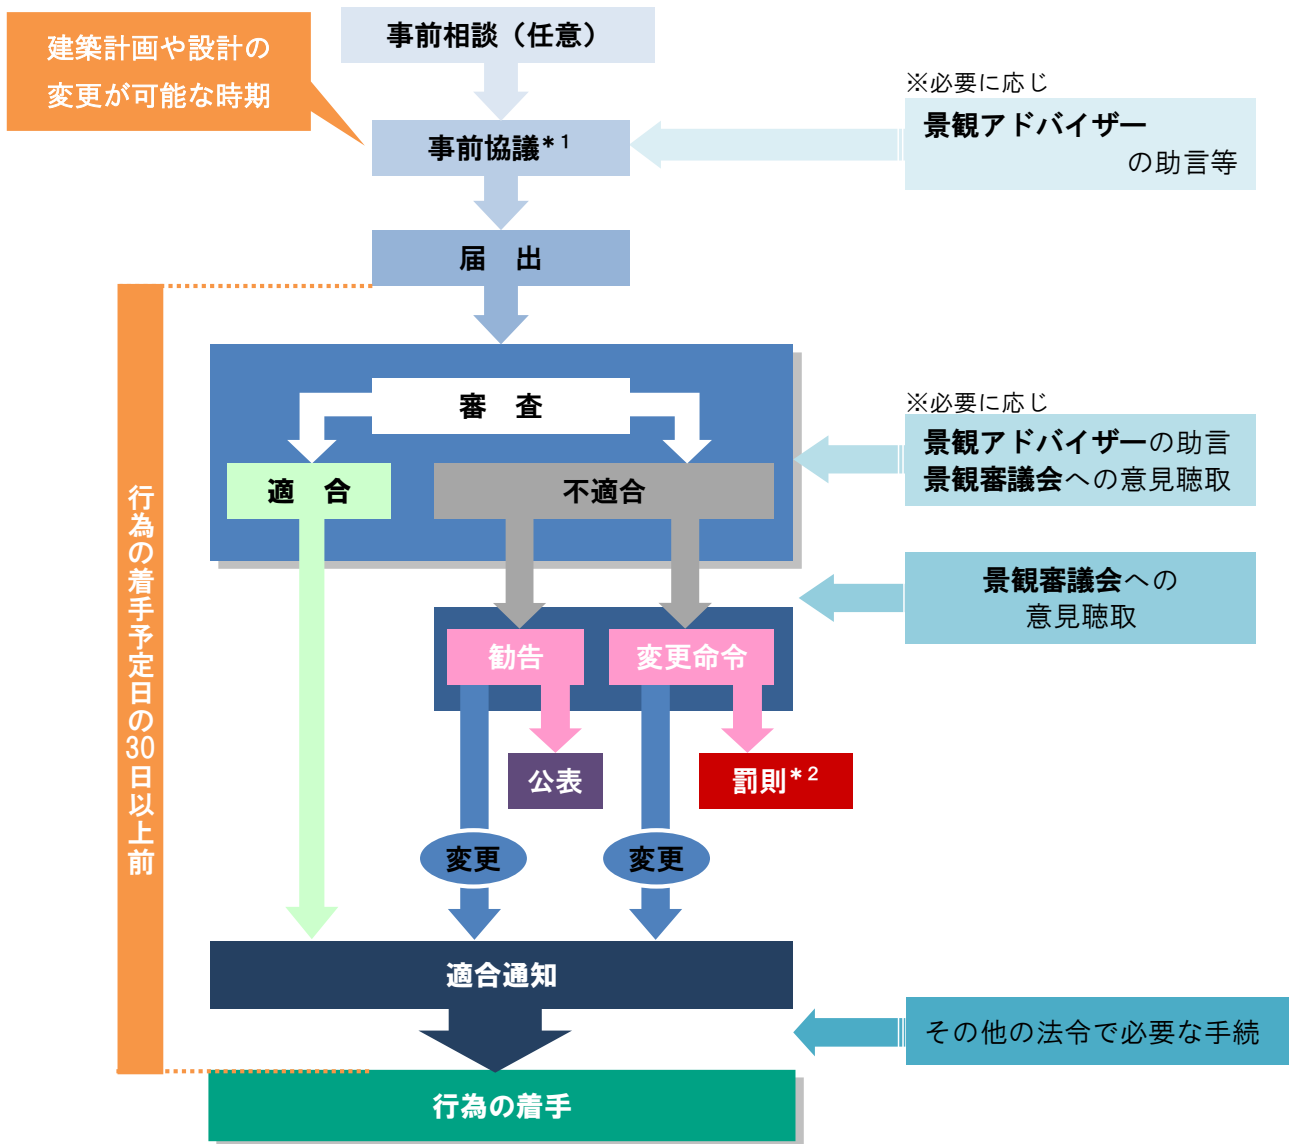 事前相談（任意）
建築計画や設計の
変更が可能な時期
※必要に応じ
事前協議*1
景観アドバイザー
の助言等
届　出
審　査
※必要に応じ
景観アドバイザーの助言
景観審議会への意見聴取
適　合
不適合
景観審議会への
意見聴取
勧告
変更命令
行為の着手予定日の30日以上前
公表
罰則*2
変更
変更
適合通知
その他の法令で必要な手続
行為の着手